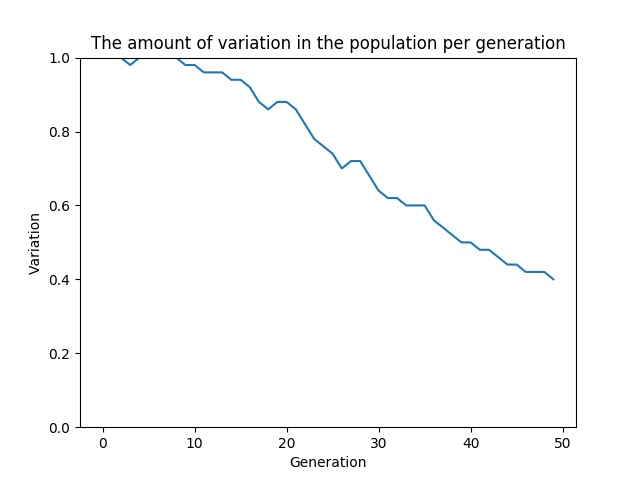 The amount of variation in the population per generation
1.0
0.8
0.6
0.4
0.2
0.0
Variation
0 10 20 30 40 50
Generation